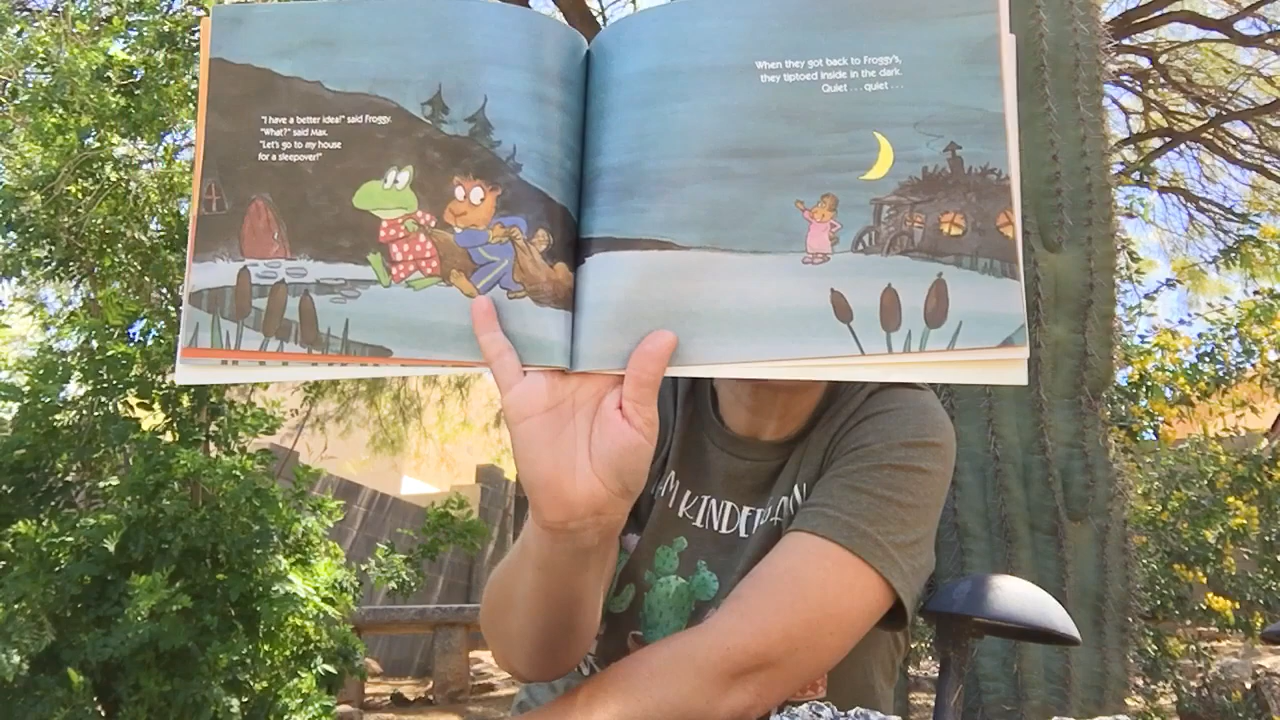 "I have a better idea!" said Froggy.
"What?" said Max.
"Let's go to my house
for a sleepover!"
When they got back to Froggy's,
they tiptoed inside in the dark.
Quiet . . . quiet . . .